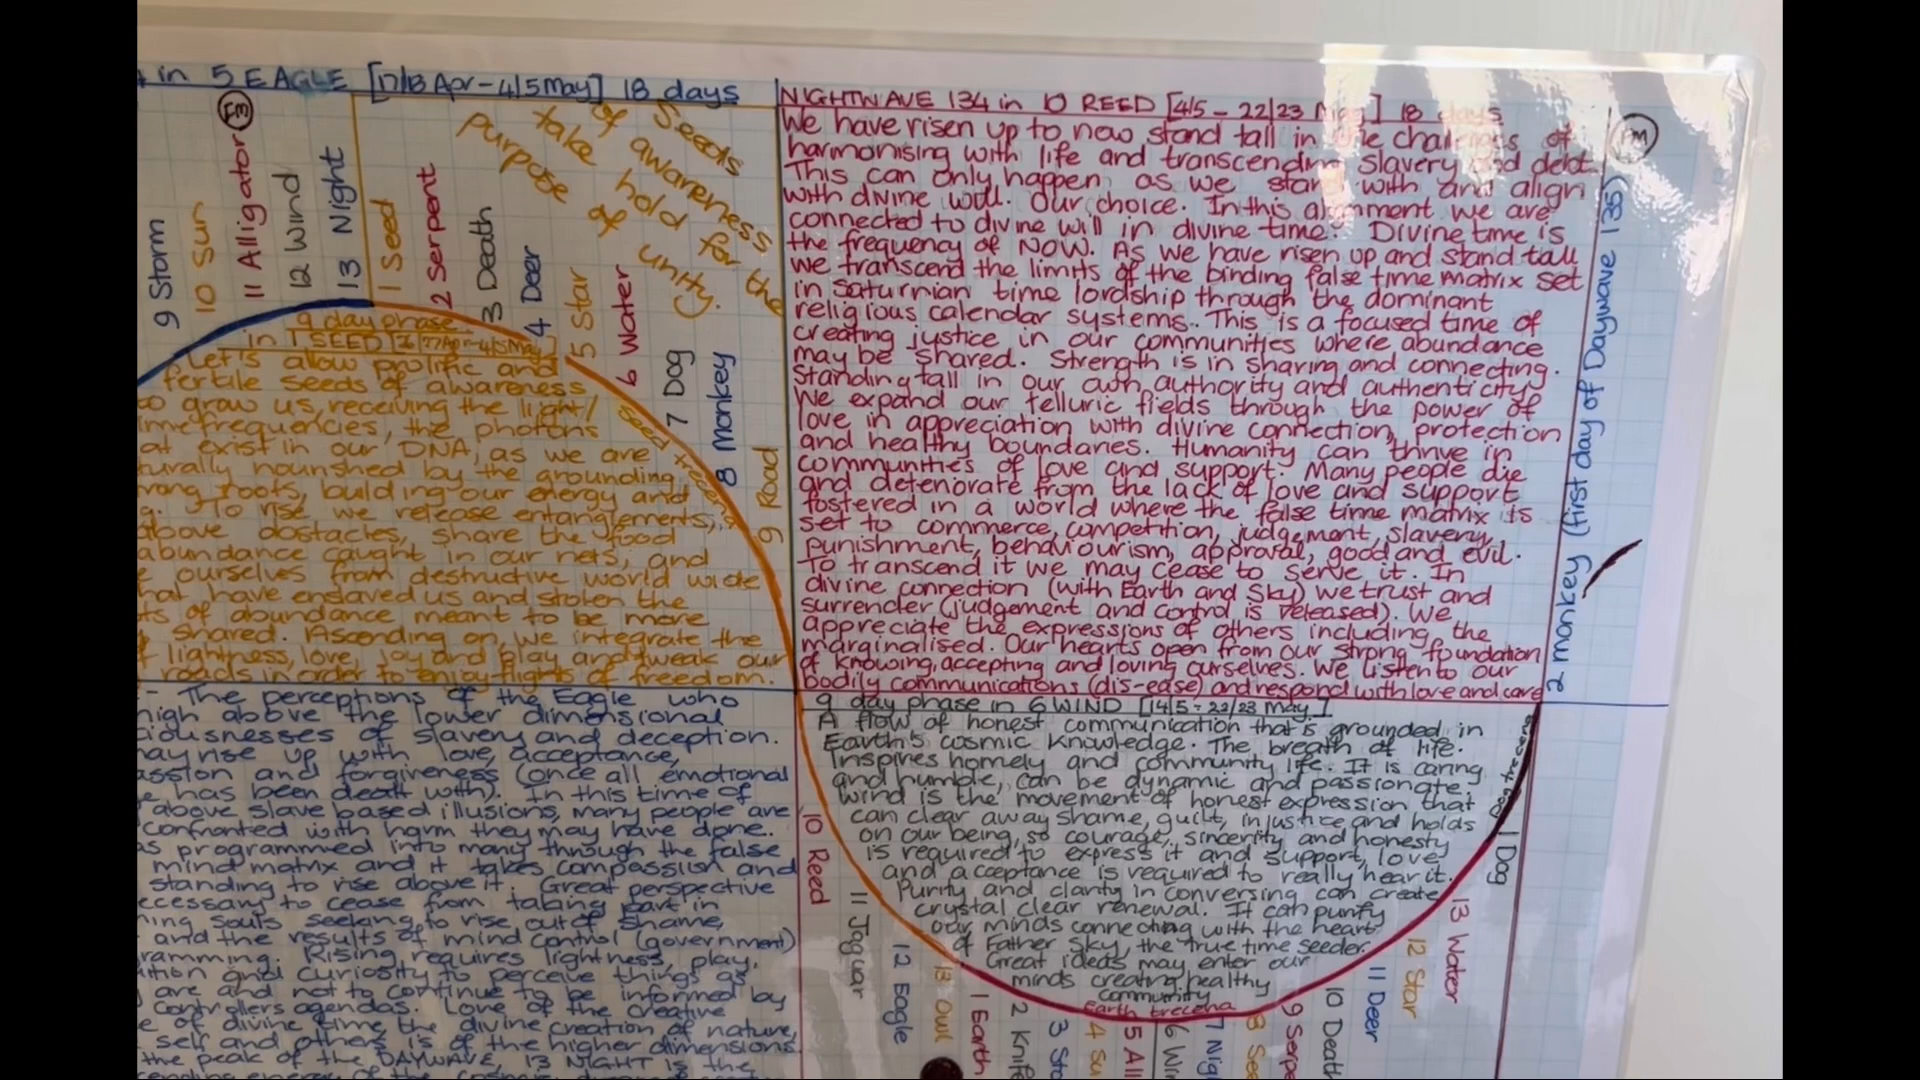 in 5 EAGLE [17/18 Apr-4/5 May] 18 days
FM
9 Storm
10 Sun
11 Alligator
12 Wind
13 Night
1 Seed
2 Serpent
3 Death
4 Deer
5 Star
6 Water
7 Dog
8 Monkey
9 Road
Seeds
of awareness
take hold for the
purpose of unity.
9 day phase
in 1 SEED
Let's allow prolific and
fertile seeds of awareness
to grow us, receiving the light/
frequencies, the photons
at exist in our DNA, as we are
nourished by the grounding
roots, building our energy and
To rise we release entanglements,
above obstacles, share the food
abundance caught in our nets, and
ourselves from destructive world wide
hat have enslaved us and stolen the
ts of abundance meant to be more
shared. Ascending on, we integrate the
f lightness, love, joy and play and tweak our
roads in order to enjoy flights of freedom.
Seed trecena
- The perceptions of the Eagle who
high above the lower dimensional
ciousnesses of slavery and deception.
may rise up with love, acceptance,
assion and forgiveness (once all emotional
e has been dealt with). In this time of
above slave based illusions, many people are
confronted with harm they may have done.
as programmed into many through the false
mind matrix and it takes compassion and
standing to rise above it. Great perspective
ecessary to cease from taking part in
ning souls seeking to rise out of shame,
and the results of mind control (government)
ramming. Rising requires lightness, play,
ition and curiosity to perceive things as
are and not to continue to be informed by
controllers agendas. Love of the creative
e of divine time, the divine creation of nature,
self and others is of the higher dimensions.
the peak of the DAYWAVE, 13 NIGHT is the
NIGHTWAVE 134 in 10 REED [4/5 - 22/23 May] 18 days
We have risen up to now stand tall in the challenges of
harmonising with life and transcending slavery and debt.
This can only happen as we stand with and align
with divine will. Our choice. In this alignment we are
connected to divine will in divine time. Divine time is
the frequency of NOW. As we have risen up and stand tall
we transcend the limits of the binding false time matrix set
in Saturnian time lordship through the dominant
religious calendar systems. This is a focused time of
creating justice in our communities where abundance
may be shared. Strength is in sharing and connecting.
Standing tall in our own authority and authenticity.
We expand our telluric fields through the power of
love in appreciation with divine connection, protection
and healthy boundaries. Humanity can thrive in
communities of love and support. Many people die
and deteriorate from the lack of love and support
fostered in a world where the false time matrix is
set to commerce, competition, judgement, slavery,
punishment, behaviourism, approval, good and evil.
To transcend it we may cease to serve it. In
divine connection (with Earth and Sky) we trust and
surrender (judgement and control is released). We
appreciate the expressions of others including the
marginalised. Our hearts open from our strong foundation
of knowing, accepting and loving ourselves. We listen to our
bodily communications (dis-ease) and respond with love and care
FM
2 monkey (first day of Daywave 135)
9 day phase in 6 WIND [14/5 - 22/23 May]
A flow of honest communication that is grounded in
Earth's cosmic knowledge. The breath of life.
Inspires homely and community life. It is caring
and humble, can be dynamic and passionate.
Wind is the movement of honest expression that
can clear away shame, guilt, injustice and holds
on our being, so courage, sincerity and honesty
is required to express it and support, love
and acceptance is required to really hear it.
Purity and clarity in conversing can create
crystal clear renewal. It can purify
our minds connecting with the heart
of Father Sky, the true time seeder.
Great ideas may enter our
minds creating healthy
community
Earth trecena
Dog trecena
10 Reed
11 Jaguar
12 Eagle
13 Owl
1 Earth
2 Knife
3 Sto
4 Su
5 All
6 Win
7 Nig
8 See
9 Serpe
10 Death
11 Deer
12 Star
13 Water
1 Dog